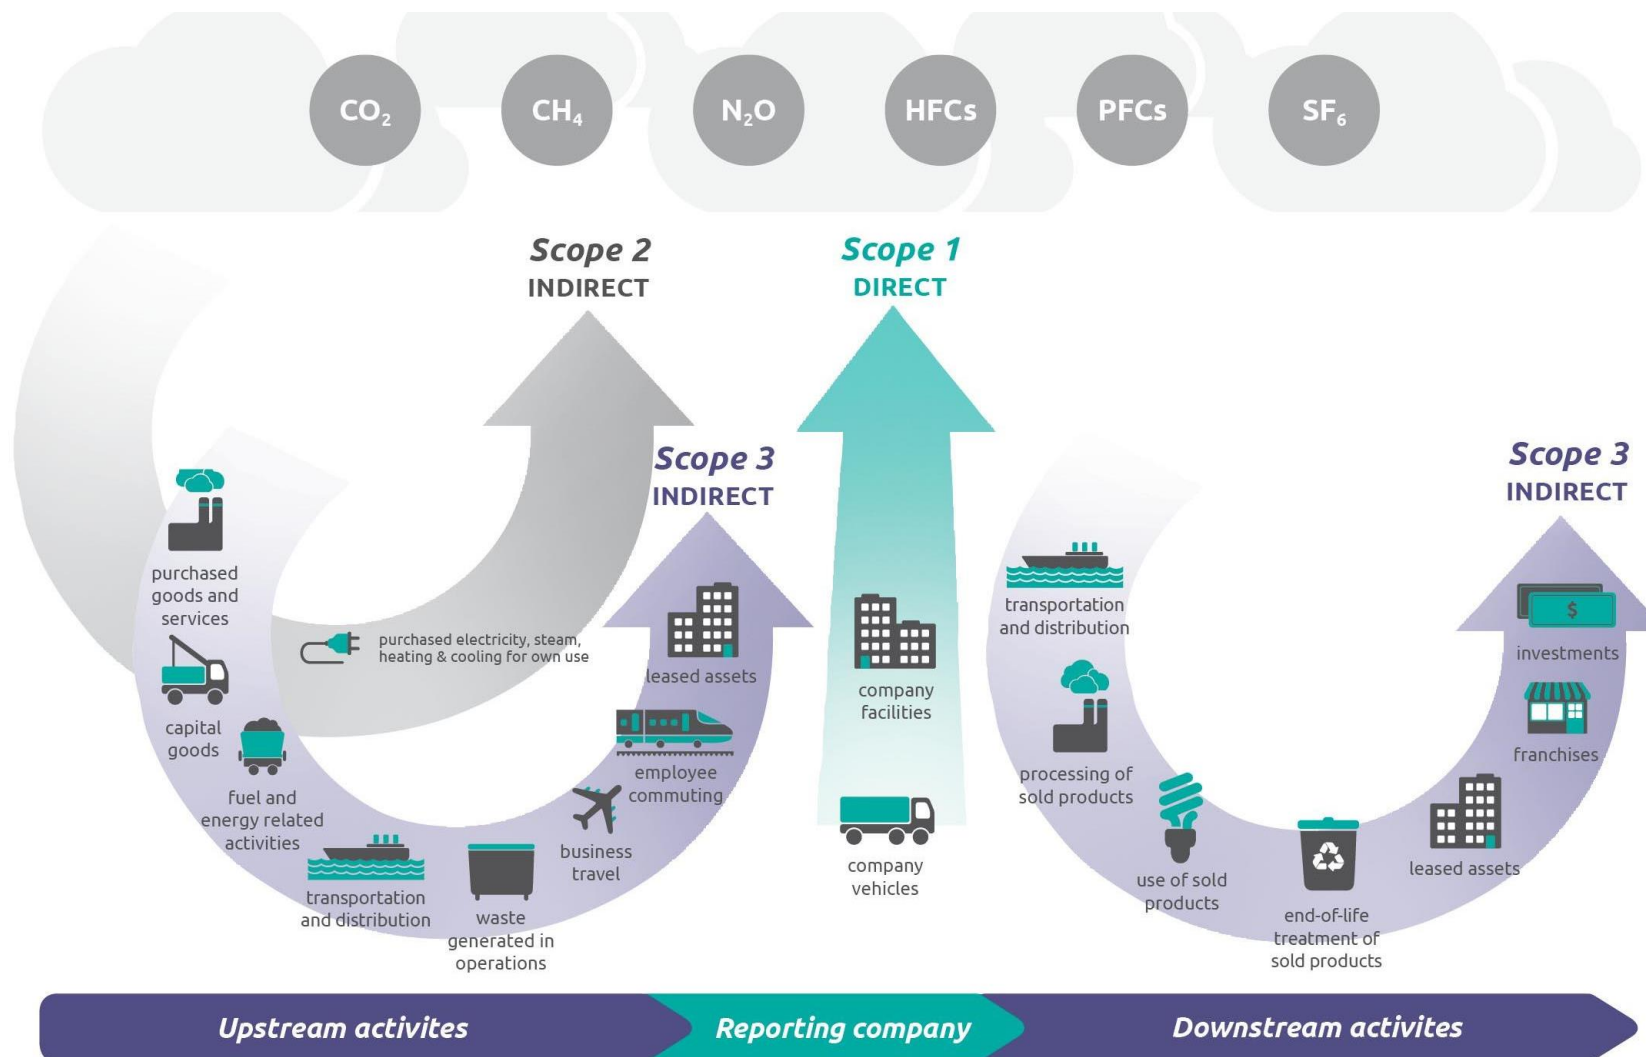 CO₂
CH₄
N₂O
HFCs
PFCs
SF₆
Scope 2
INDIRECT
Scope 1
DIRECT
Scope 3
INDIRECT
Scope 3
INDIRECT
purchased
goods and
services
capital
goods
fuel and
energy related
activities
transportation
and distribution
waste
generated in
operations
business
travel
employee
commuting
leased assets
purchased electricity, steam,
heating & cooling for own use
company
facilities
company
vehicles
transportation
and distribution
processing of
sold products
use of sold
products
end-of-life
treatment of
sold products
leased assets
franchises
$
investments
Upstream activites
Reporting company
Downstream activites